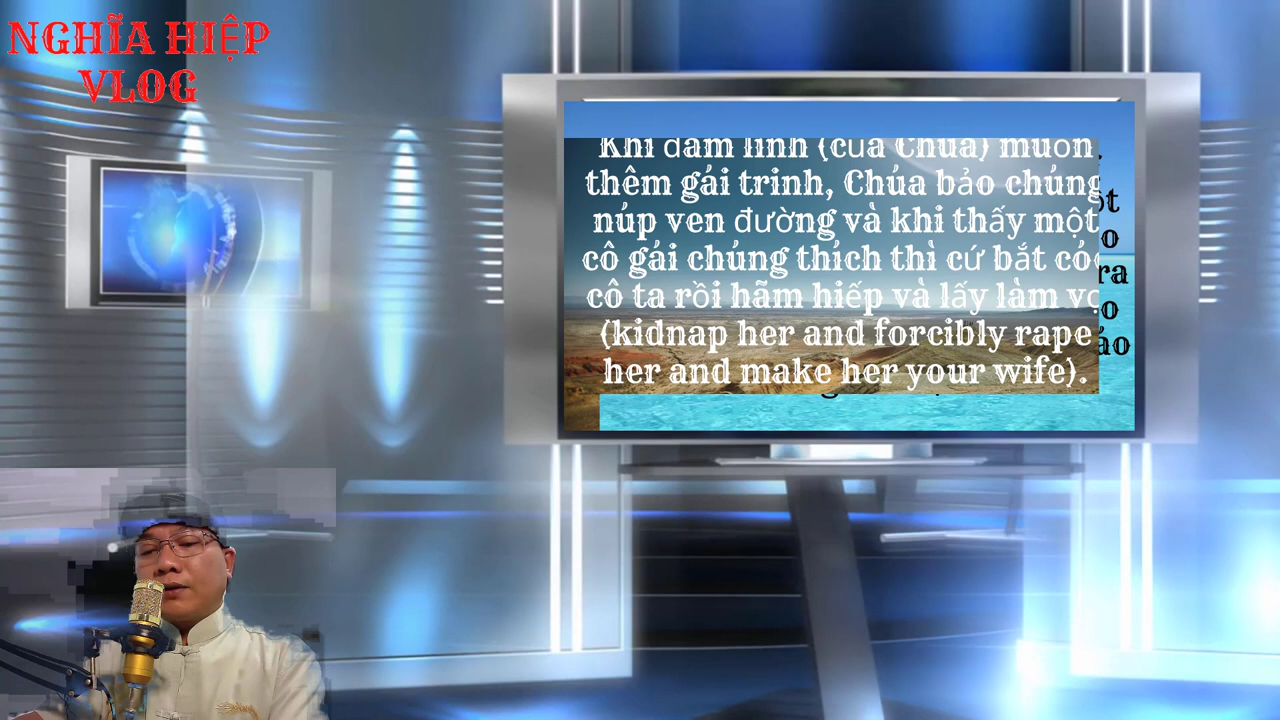 NGHĨA HIỆP
VLOG
Khi đám lính (của Chúa) muốn
thêm gái trinh, Chúa bảo chúng
núp ven đường và khi thấy một
cô gái chúng thích thì cứ bắt cóc
cô ta rồi hãm hiếp và lấy làm vợ
(kidnap her and forcibly rape
her and make her your wife).